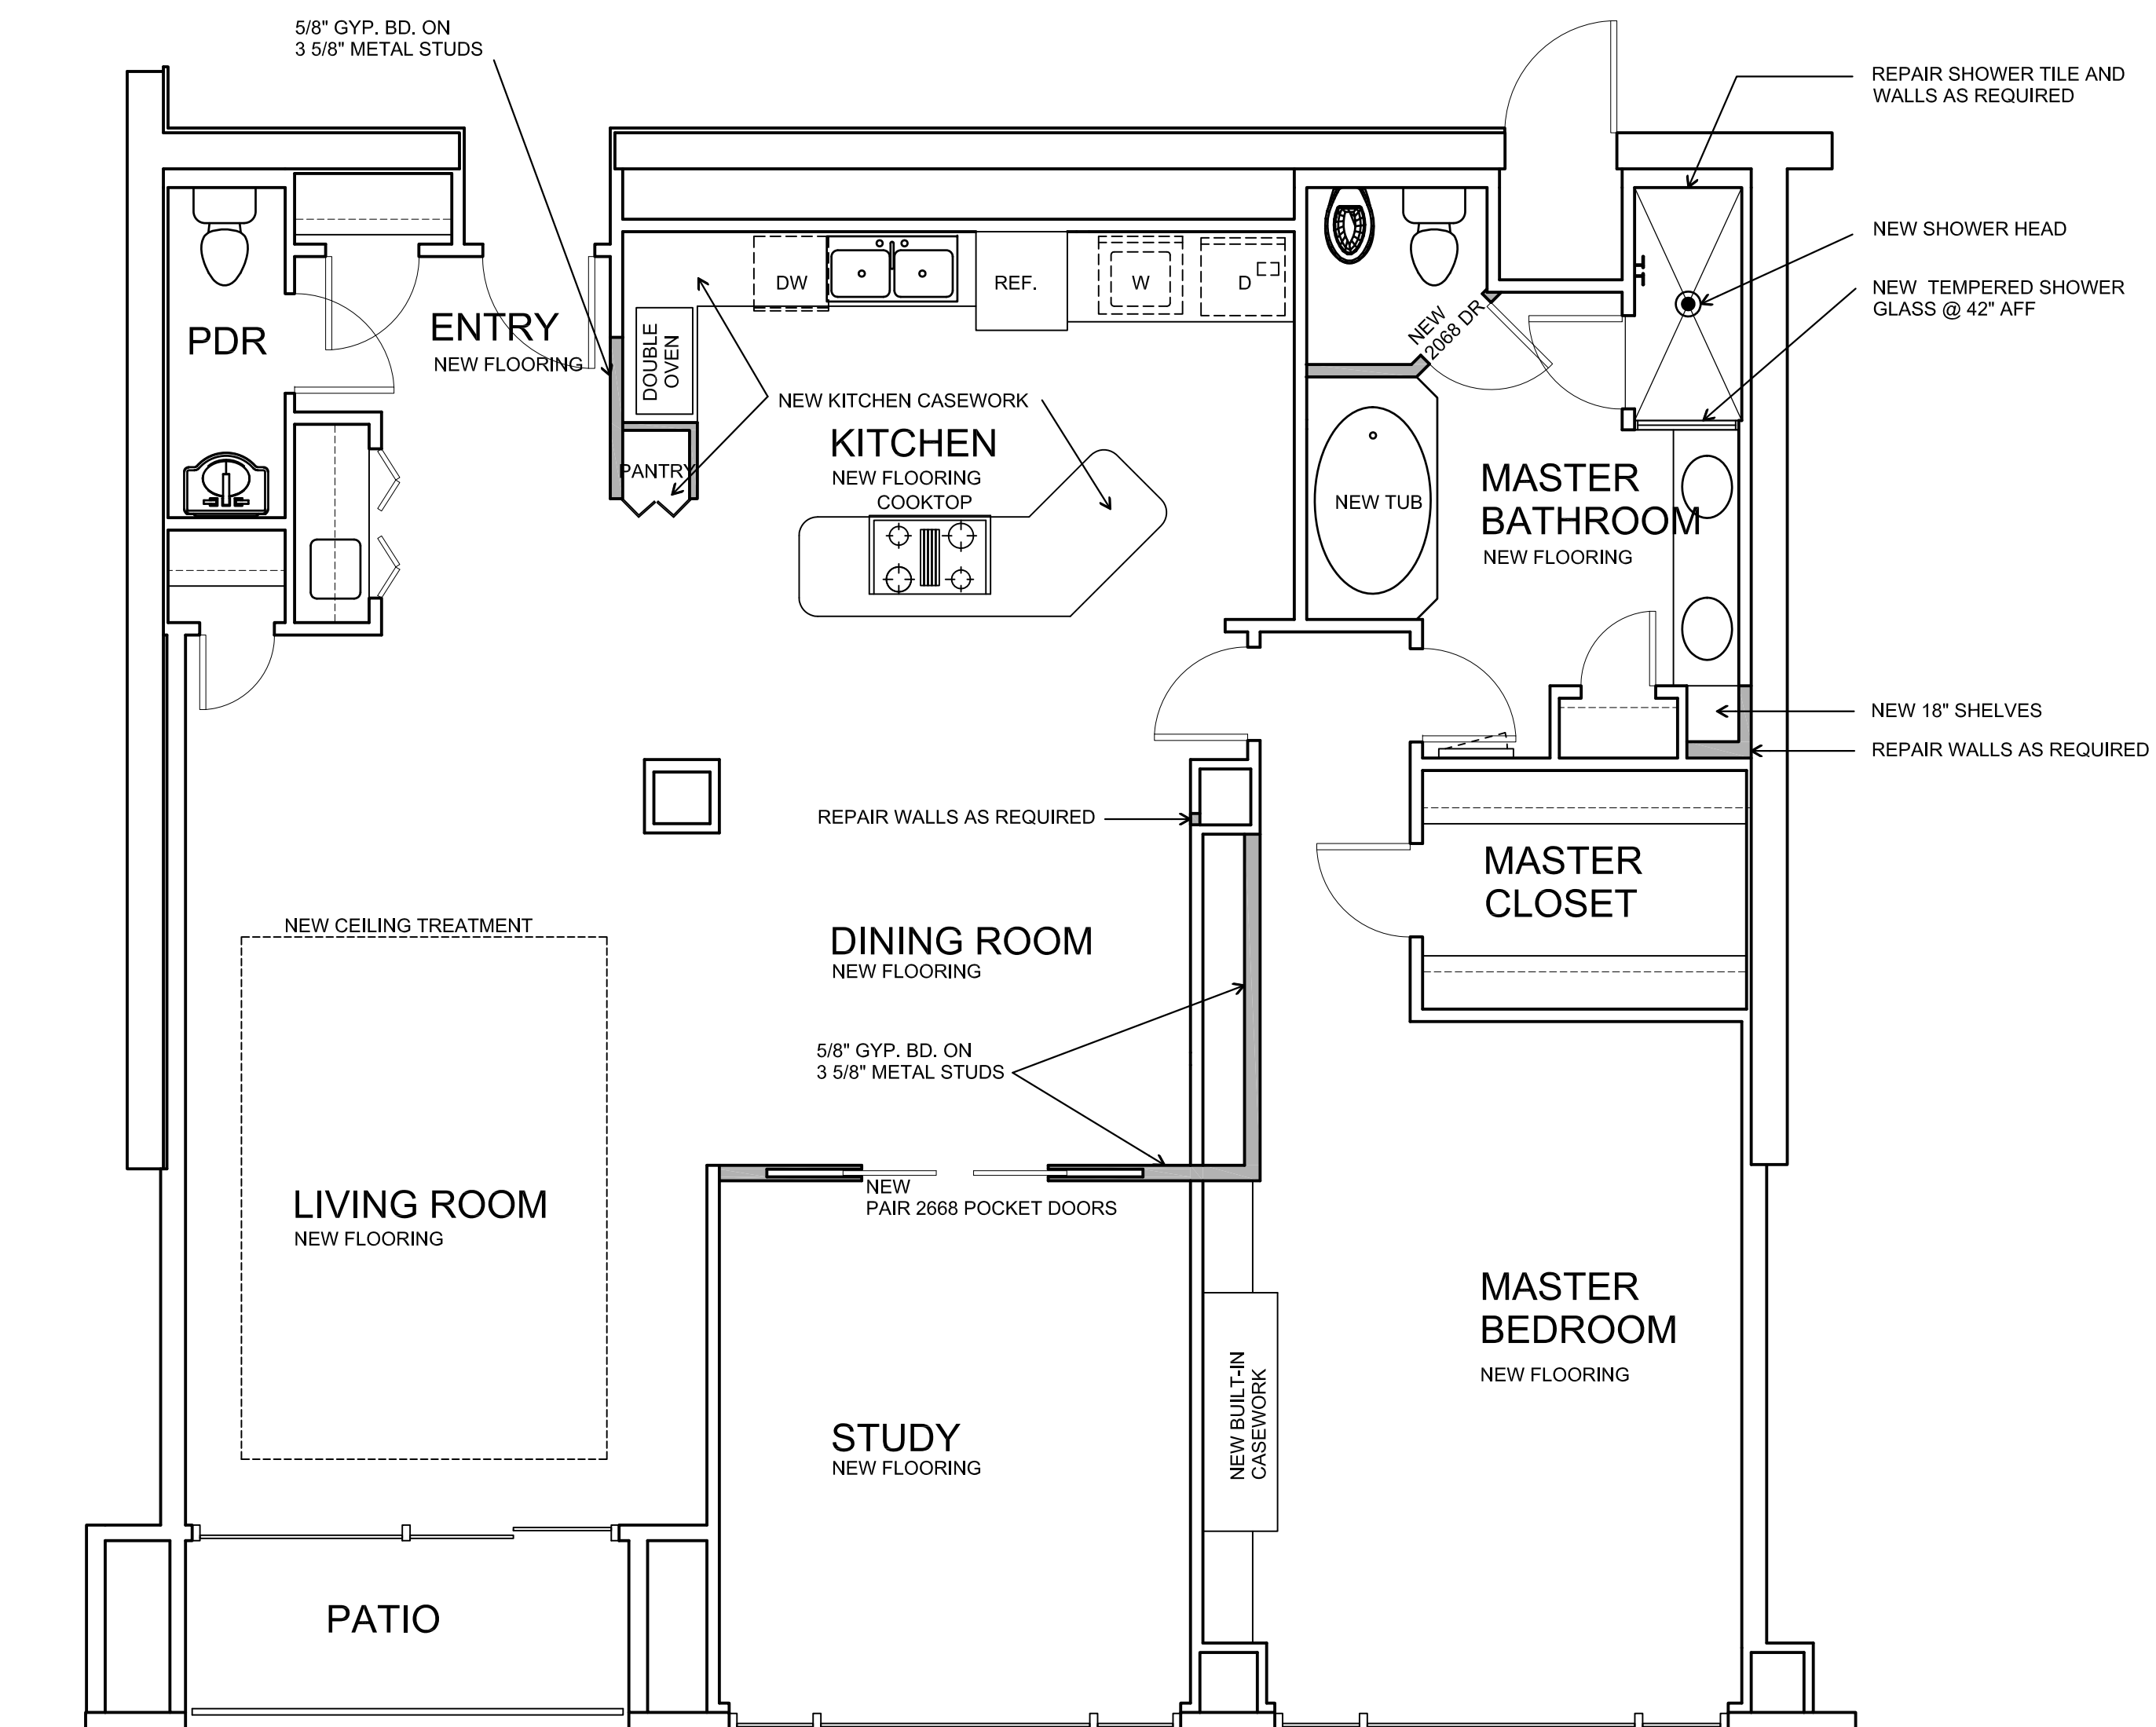 5/8" GYP. BD. ON
3 5/8" METAL STUDS
REPAIR SHOWER TILE AND
WALLS AS REQUIRED
NEW SHOWER HEAD
NEW TEMPERED SHOWER
GLASS @ 42" AFF
PDR
ENTRY
NEW FLOORING
DOUBLE
OVEN
DW
REF.
W
D
NEW
2068 DR
NEW KITCHEN CASEWORK
KITCHEN
NEW FLOORING
COOKTOP
PANTRY
NEW TUB
MASTER
BATHROOM
NEW FLOORING
NEW 18" SHELVES
REPAIR WALLS AS REQUIRED
REPAIR WALLS AS REQUIRED
MASTER
CLOSET
NEW CEILING TREATMENT
DINING ROOM
NEW FLOORING
5/8" GYP. BD. ON
3 5/8" METAL STUDS
NEW
PAIR 2668 POCKET DOORS
LIVING ROOM
NEW FLOORING
MASTER
BEDROOM
NEW FLOORING
NEW BUILT-IN
CASEWORK
STUDY
NEW FLOORING
PATIO